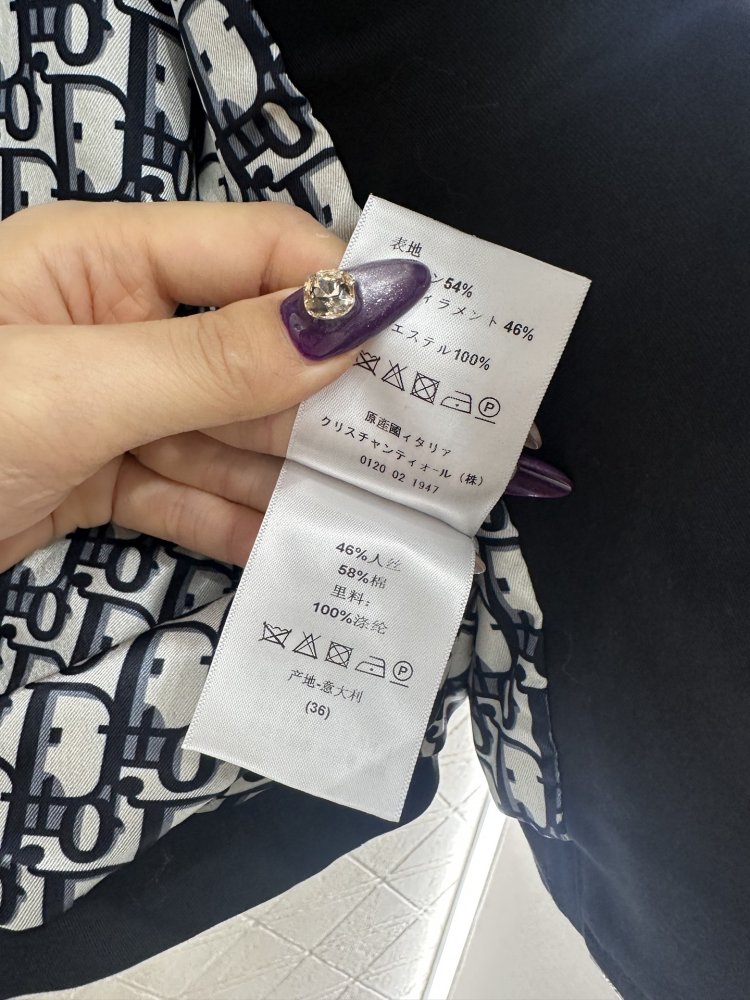 表地
ン54%
ィラメント 46%
エステル100%
P
原産國イタリア
クリスチャンディオール（株）
0120 02 1947
46%人丝
58%棉
里料：
100%涤纶
P
产地-意大利
(36)